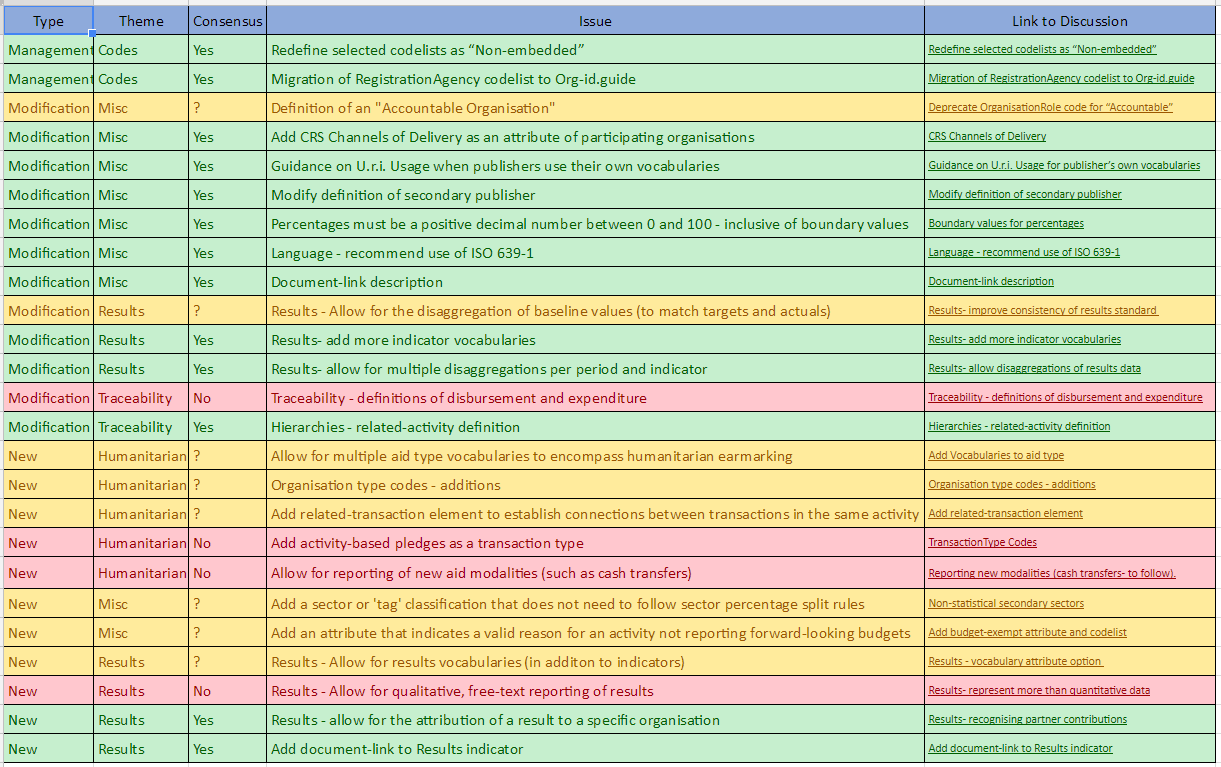 Type Theme Consensus Issue Link to Discussion
Management Codes Yes Redefine selected codelists as “Non-embedded” Redefine selected codelists as “Non-embedded”
Management Codes Yes Migration of RegistrationAgency codelist to Org-id.guide Migration of RegistrationAgency codelist to Org-id.guide
Modification Misc ? Definition of an "Accountable Organisation" Deprecate OrganisationRole code for “Accountable”
Modification Misc Yes Add CRS Channels of Delivery as an attribute of participating organisations CRS Channels of Delivery
Modification Misc Yes Guidance on U.r.i. Usage when publishers use their own vocabularies Guidance on U.r.i. Usage for publisher’s own vocabularies
Modification Misc Yes Modify definition of secondary publisher Modify definition of secondary publisher
Modification Misc Yes Percentages must be a positive decimal number between 0 and 100 - inclusive of boundary values Boundary values for percentages
Modification Misc Yes Language - recommend use of ISO 639-1 Language - recommend use of ISO 639-1
Modification Misc Yes Document-link description Document-link description
Modification Results ? Results - Allow for the disaggregation of baseline values (to match targets and actuals) Results- improve consistency of results standard
Modification Results Yes Results- add more indicator vocabularies Results- add more indicator vocabularies
Modification Results Yes Results- allow for multiple disaggregations per period and indicator Results- allow disaggregations of results data
Modification Traceability No Traceability - definitions of disbursement and expenditure Traceability - definitions of disbursement and expenditure
Modification Traceability Yes Hierarchies - related-activity definition Hierarchies - related-activity definition
New Humanitarian ? Allow for multiple aid type vocabularies to encompass humanitarian earmarking Add Vocabularies to aid type
New Humanitarian ? Organisation type codes - additions Organisation type codes - additions
New Humanitarian ? Add related-transaction element to establish connections between transactions in the same activity Add related-transaction element
New Humanitarian No Add activity-based pledges as a transaction type TransactionType Codes
New Humanitarian No Allow for reporting of new aid modalities (such as cash transfers) Reporting new modalities (cash transfers- to follow).
New Misc ? Add a sector or 'tag' classification that does not need to follow sector percentage split rules Non-statistical secondary sectors
New Misc ? Add an attribute that indicates a valid reason for an activity not reporting forward-looking budgets Add budget-exempt attribute and codelist
New Results ? Results - Allow for results vocabularies (in additon to indicators) Results - vocabulary attribute option
New Results No Results - Allow for qualitative, free-text reporting of results Results- represent more than quantitative data
New Results Yes Results - allow for the attribution of a result to a specific organisation Results- recognising partner contributions
New Results Yes Add document-link to Results indicator Add document-link to Results indicator